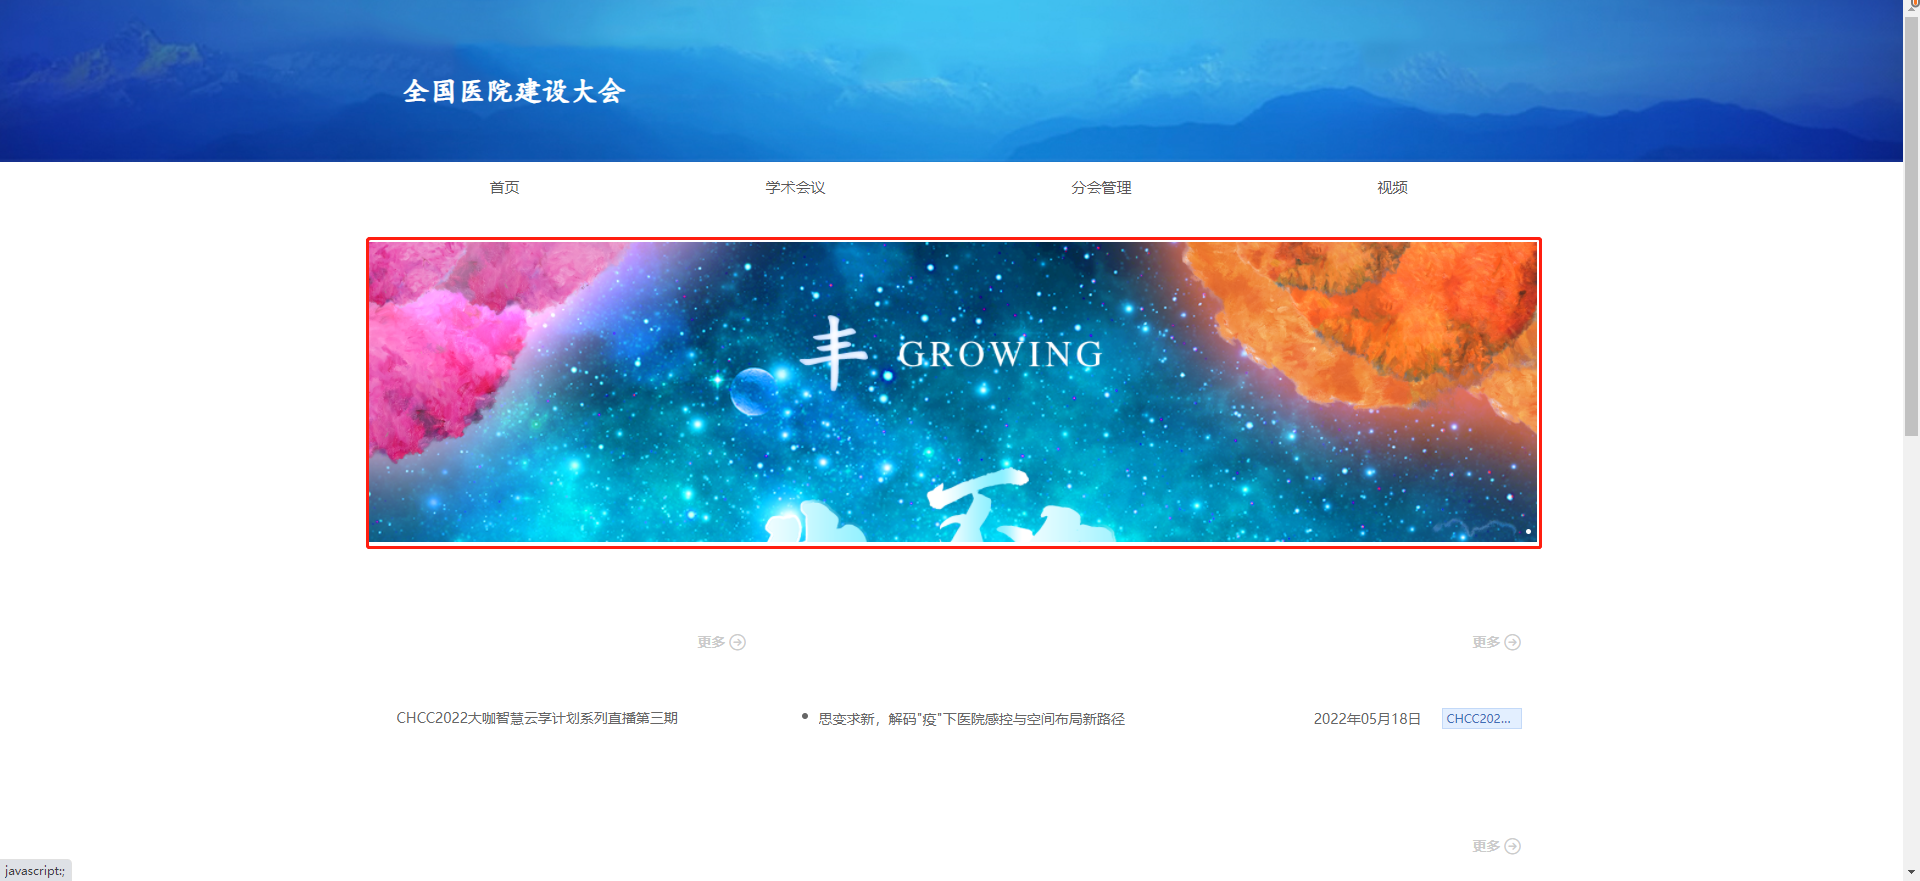 全国医院建设大会
首页 学术会议 分会管理 视频
丰 GROWING
更多
更多
CHCC2022大咖智慧云享计划系列直播第三期
思变求新，解码"疫"下医院感控与空间布局新路径 2022年05月18日 CHCC202...
更多
javascript:;